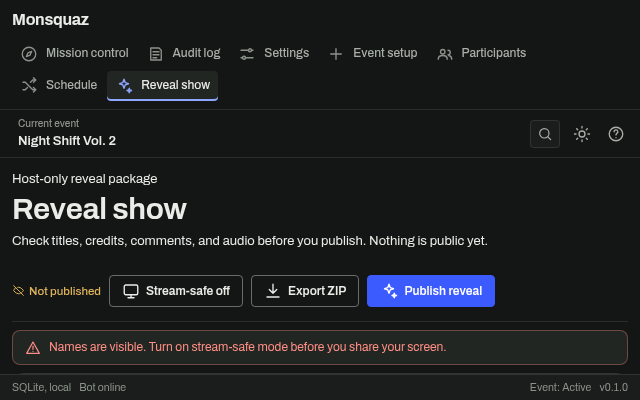 Monsquaz
Mission control
Audit log
Settings
Event setup
Participants
Schedule
Reveal show
Current event
Night Shift Vol. 2
Host-only reveal package
Reveal show
Check titles, credits, comments, and audio before you publish. Nothing is public yet.
Not published
Stream-safe off
Export ZIP
Publish reveal
Names are visible. Turn on stream-safe mode before you share your screen.
SQLite, local Bot online
Event: Active v0.1.0